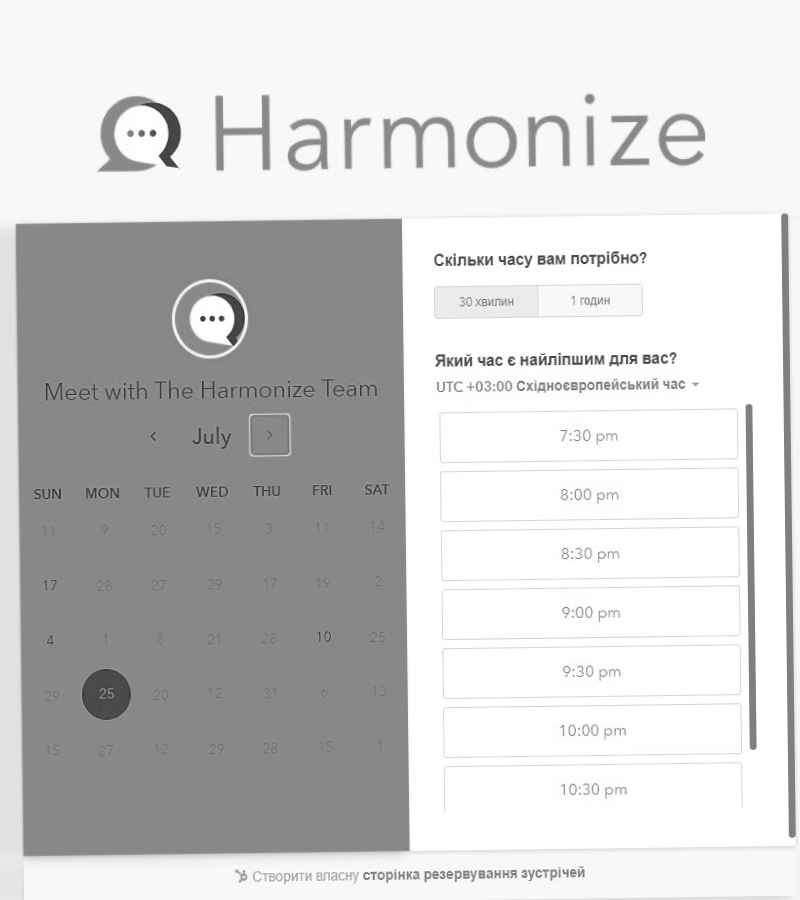 Harmonize
Meet with The Harmonize Team
July
SUN MON TUE WED THU FRI SAT
11 9 20 15 3 11 14
17 28 27 29 17 19 2
4 1 8 21 28 10 25
29 25 20 12 31 6 13
15 27 12 29 28 15 1
Скільки часу вам потрібно?
30 хвилин 1 годин
Який час є найліпшим для вас?
UTC +03:00 Східноєвропейський час
7:30 pm
8:00 pm
8:30 pm
9:00 pm
9:30 pm
10:00 pm
10:30 pm
Створити власну сторінка резервування зустрічей